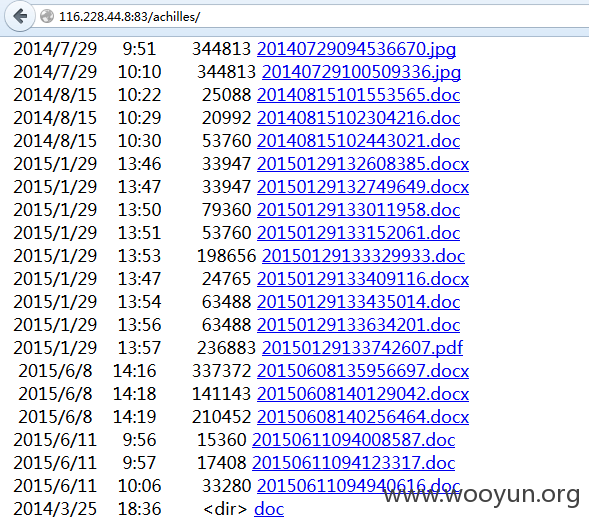 116.228.44.8:83/achilles/
2014/7/29 9:51 344813 20140729094536670.jpg
2014/7/29 10:10 344813 20140729100509336.jpg
2014/8/15 10:22 25088 20140815101553565.doc
2014/8/15 10:29 20992 20140815102304216.doc
2014/8/15 10:30 53760 20140815102443021.doc
2015/1/29 13:46 33947 20150129132608385.docx
2015/1/29 13:47 33947 20150129132749649.docx
2015/1/29 13:50 79360 20150129133011958.doc
2015/1/29 13:51 53760 20150129133152061.doc
2015/1/29 13:53 198656 20150129133329933.doc
2015/1/29 13:47 24765 20150129133409116.docx
2015/1/29 13:54 63488 20150129133435014.doc
2015/1/29 13:56 63488 20150129133634201.doc
2015/1/29 13:57 236883 20150129133742607.pdf
2015/6/8 14:16 337372 20150608135956697.docx
2015/6/8 14:18 141143 20150608140129042.docx
2015/6/8 14:19 210452 20150608140256464.docx
2015/6/11 9:56 15360 20150611094008587.doc
2015/6/11 9:57 17408 20150611094123317.doc
2015/6/11 10:06 33280 20150611094940616.doc
2014/3/25 18:36 <dir> doc
www.wooyun.org